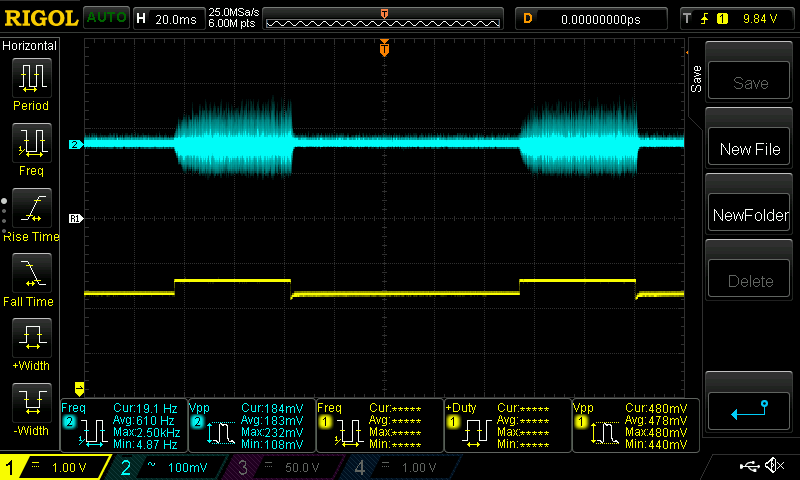 RIGOL AUTO H 20.0ms 25.0MSa/s 6.00M pts T D 0.00000000ps T 1 9.84 V
Horizontal
Period
Freq
Rise Time
Fall Time
+Width
-Width
T
2
R1
Save
Save
New File
NewFolder
Delete
Freq 2 Cur:19.1 Hz
Avg:610 Hz
Max:2.50kHz
Min:4.87 Hz
Vpp 2 Cur:184mV
Avg:183mV
Max:232mV
Min:108mV
Freq 1 Cur:*****
Avg:*****
Max:*****
Min:*****
+Duty 1 Cur:*****
Avg:*****
Max:*****
Min:*****
Vpp 1 Cur:480mV
Avg:478mV
Max:480mV
Min:440mV
1 = 1.00 V 2 ~ 100mV 3 = 50.0 V 4 = 1.00 V